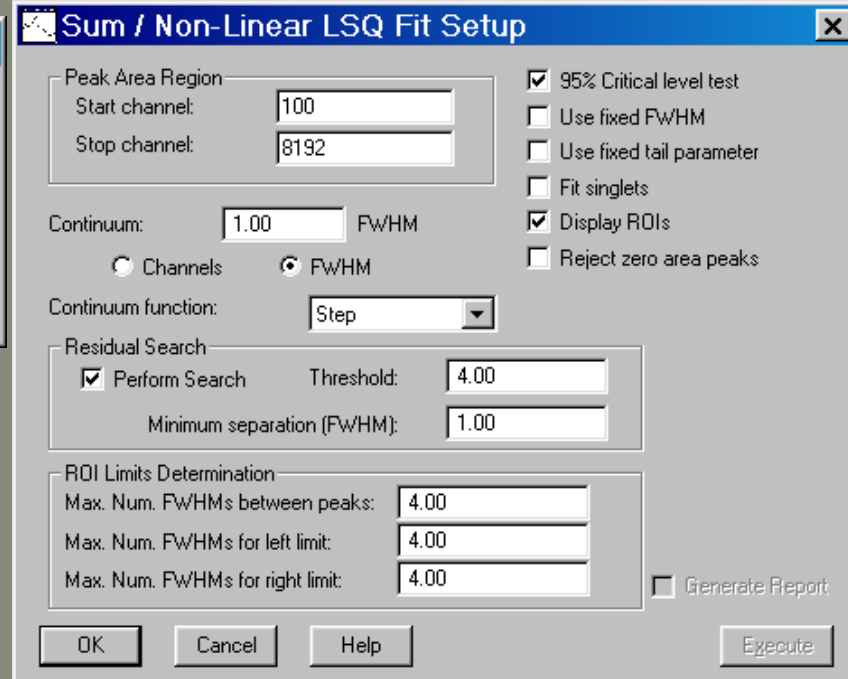 Sum / Non-Linear LSQ Fit Setup
Peak Area Region
Start channel: 100
Stop channel: 8192
95% Critical level test
Use fixed FWHM
Use fixed tail parameter
Fit singlets
Display ROIs
Reject zero area peaks
Continuum: 1.00 FWHM
Channels FWHM
Continuum function: Step
Residual Search
Perform Search Threshold: 4.00
Minimum separation (FWHM): 1.00
ROI Limits Determination
Max. Num. FWHMs between peaks: 4.00
Max. Num. FWHMs for left limit: 4.00
Max. Num. FWHMs for right limit: 4.00
Generate Report
OK Cancel Help Execute